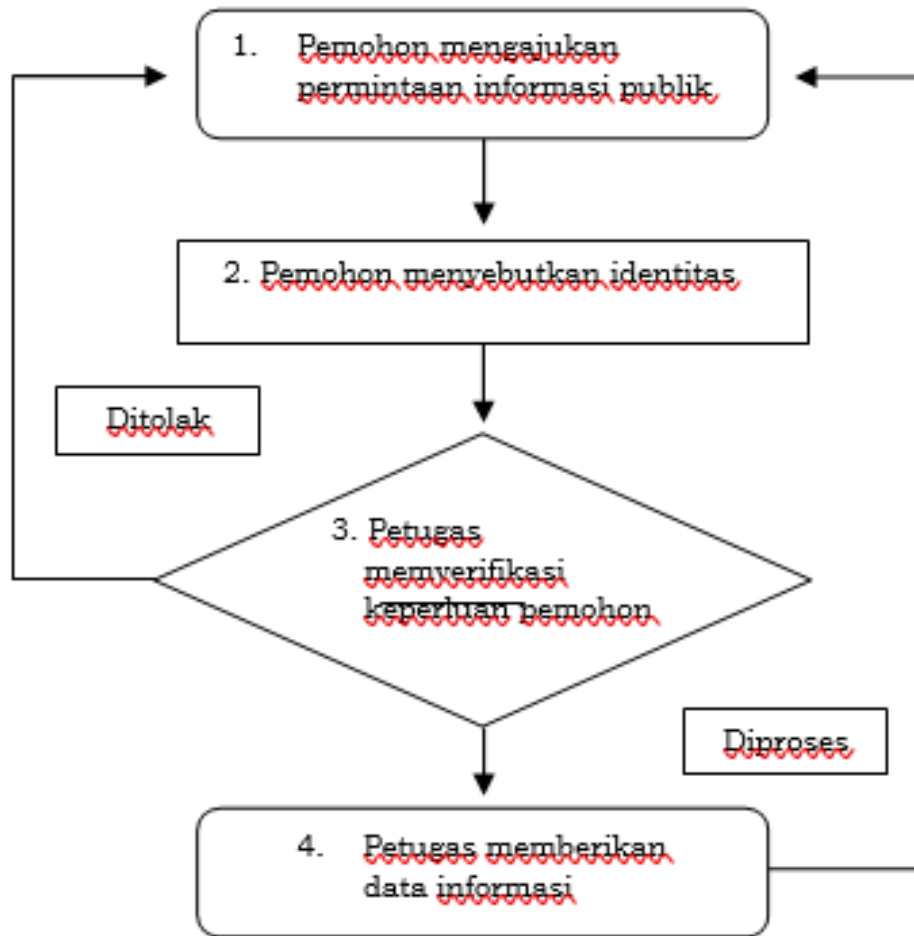 1. Pemohon mengajukan
permintaan informasi publik
2. Pemohon menyebutkan identitas
Ditolak
3. Petugas
memverifikasi
keperluan pemohon
Diproses
4. Petugas memberikan
data informasi